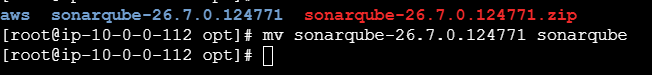 aws  sonarqube-26.7.0.124771  sonarqube-26.7.0.124771.zip
[root@ip-10-0-0-112 opt]# mv sonarqube-26.7.0.124771 sonarqube
[root@ip-10-0-0-112 opt]#